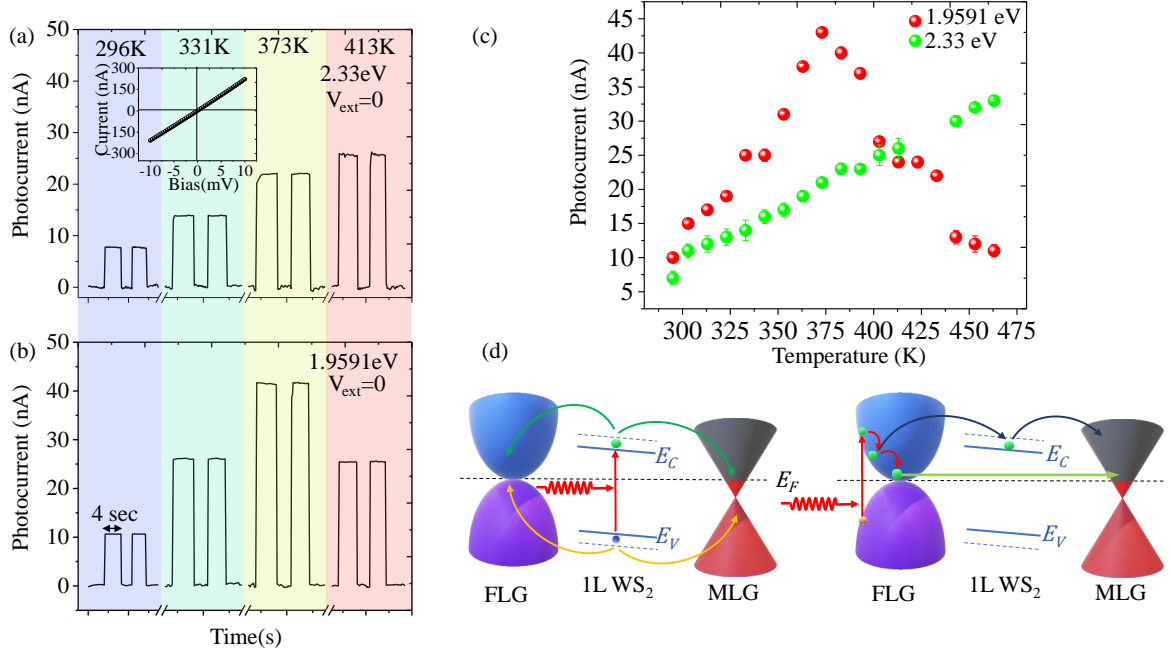 (a)
50
40
30
20
10
0
Photocurrent (nA)
296K
331K
373K
413K
2.33eV
V_ext=0
300
150
0
-150
-300
Current (nA)
-10
-5
0
5
10
Bias(mV)
(b)
50
40
30
20
10
0
Photocurrent (nA)
1.9591eV
V_ext=0
4 sec
Time(s)
(c)
45
40
35
30
25
20
15
10
5
Photocurrent (nA)
1.9591 eV
2.33 eV
300
325
350
375
400
425
450
475
Temperature (K)
(d)
E_C
E_V
FLG
1L WS₂
MLG
E_F
E_C
E_V
FLG
1L WS₂
MLG